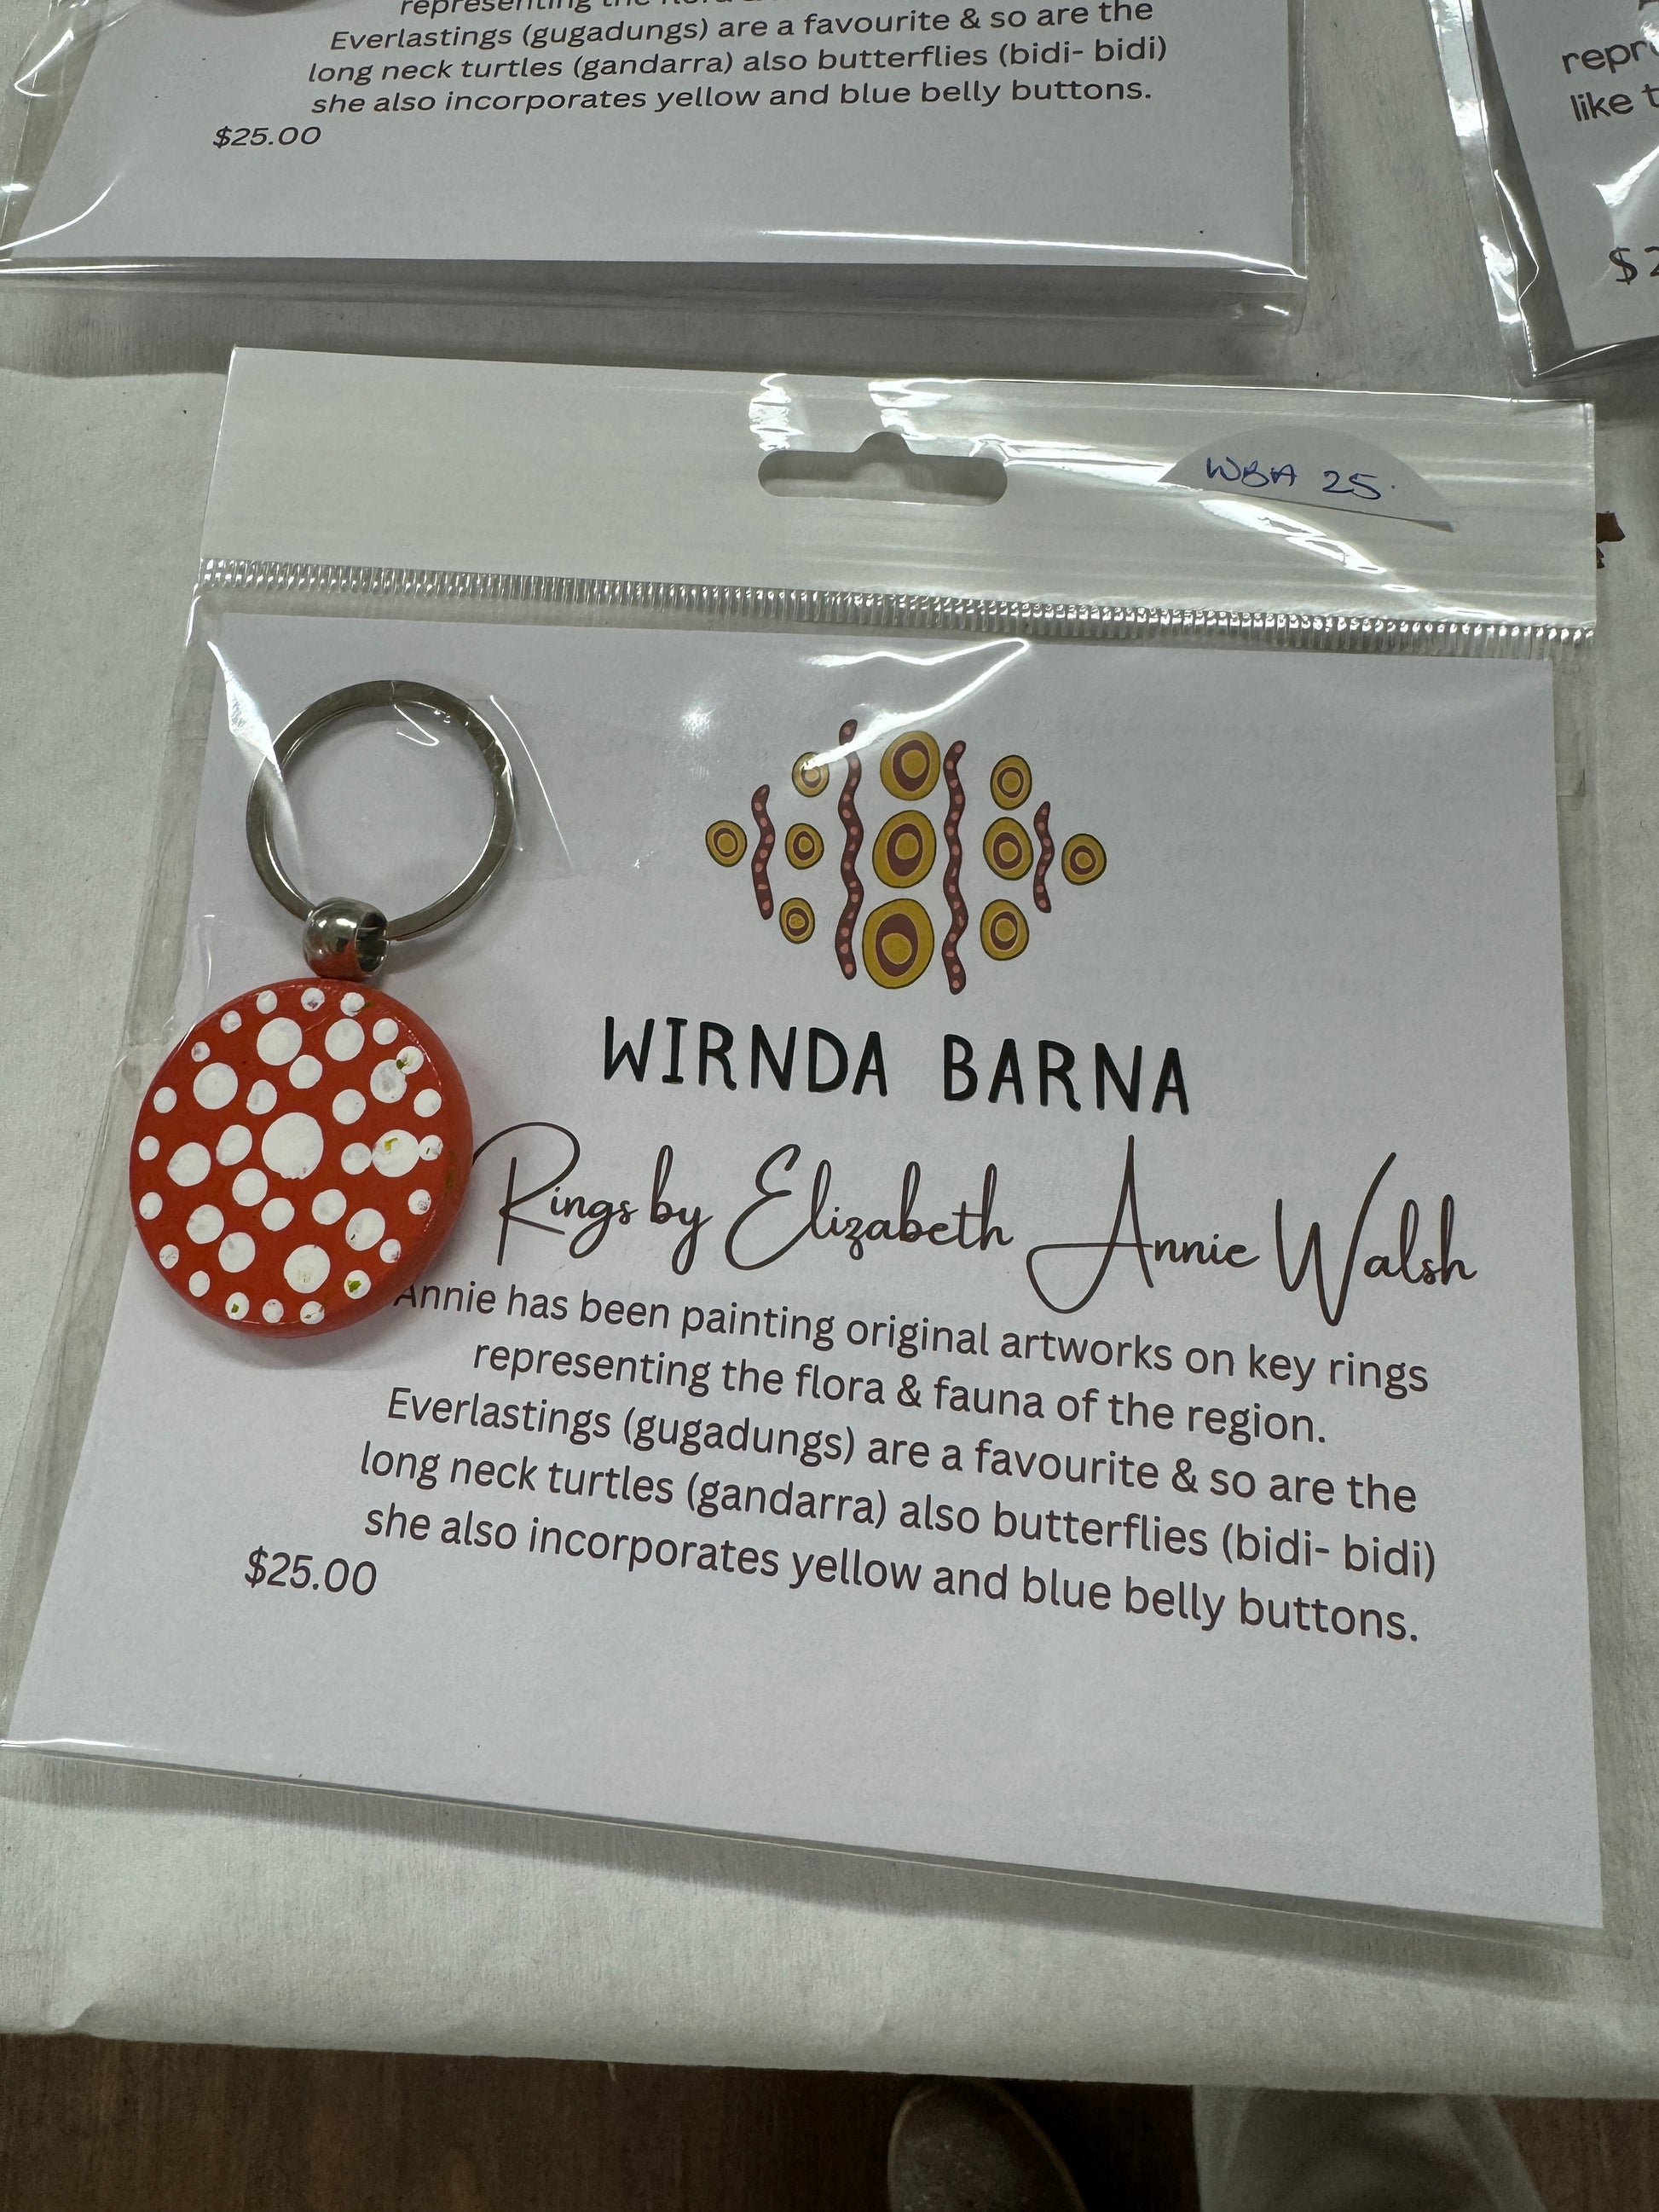 representing the flora
Everlastings (gugadungs) are a favourite & so are the
long neck turtles (gandarra) also butterflies (bidi- bidi)
she also incorporates yellow and blue belly buttons.
$25.00
like
WBA 25.
WIRNDA BARNA
Rings by Elizabeth Annie Walsh
Annie has been painting original artworks on key rings
representing the flora & fauna of the region.
Everlastings (gugadungs) are a favourite & so are the
long neck turtles (gandarra) also butterflies (bidi- bidi)
she also incorporates yellow and blue belly buttons.
$25.00